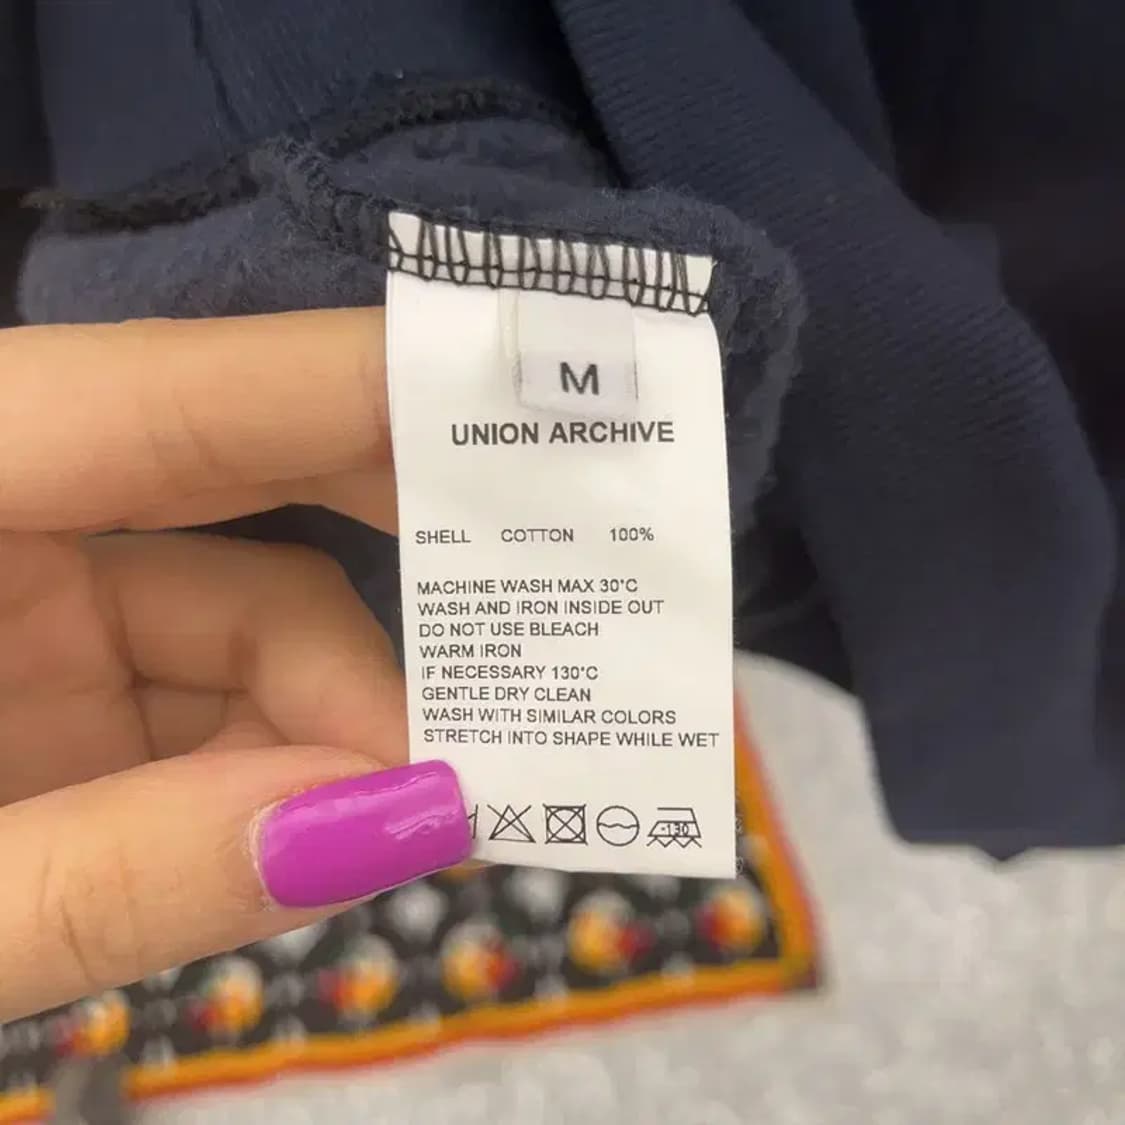 M
UNION ARCHIVE
SHELL COTTON 100%
MACHINE WASH MAX 30°C
WASH AND IRON INSIDE OUT
DO NOT USE BLEACH
WARM IRON
IF NECESSARY 130°C
GENTLE DRY CLEAN
WASH WITH SIMILAR COLORS
STRETCH INTO SHAPE WHILE WET
-130